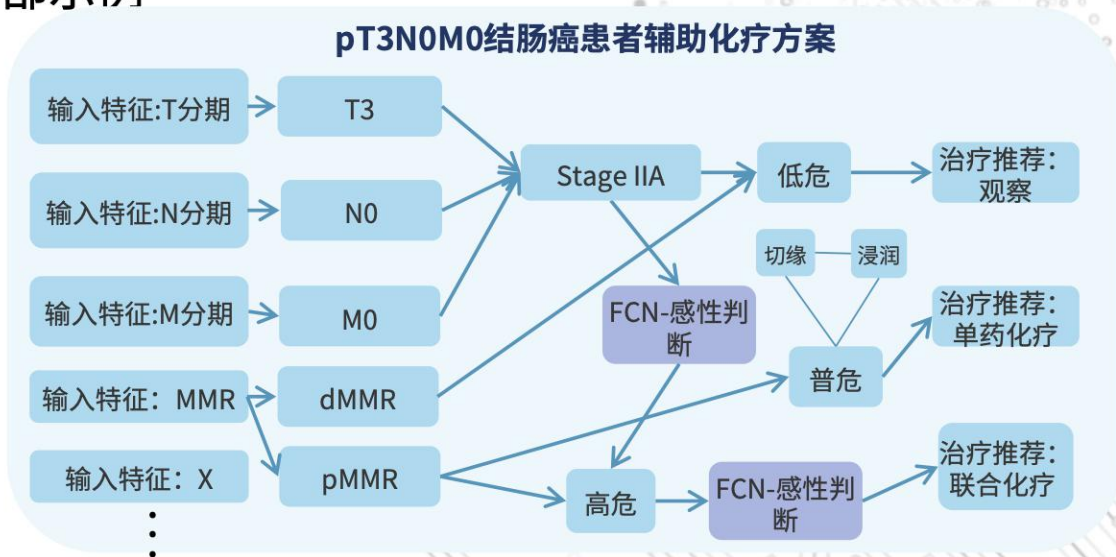 pT3N0M0结肠癌患者辅助化疗方案
输入特征:T分期
T3
输入特征:N分期
N0
输入特征:M分期
M0
输入特征：MMR
dMMR
pMMR
输入特征：X
Stage IIA
低危
治疗推荐：
观察
切缘
浸润
FCN-感性判
断
普危
治疗推荐：
单药化疗
高危
FCN-感性判
断
治疗推荐：
联合化疗